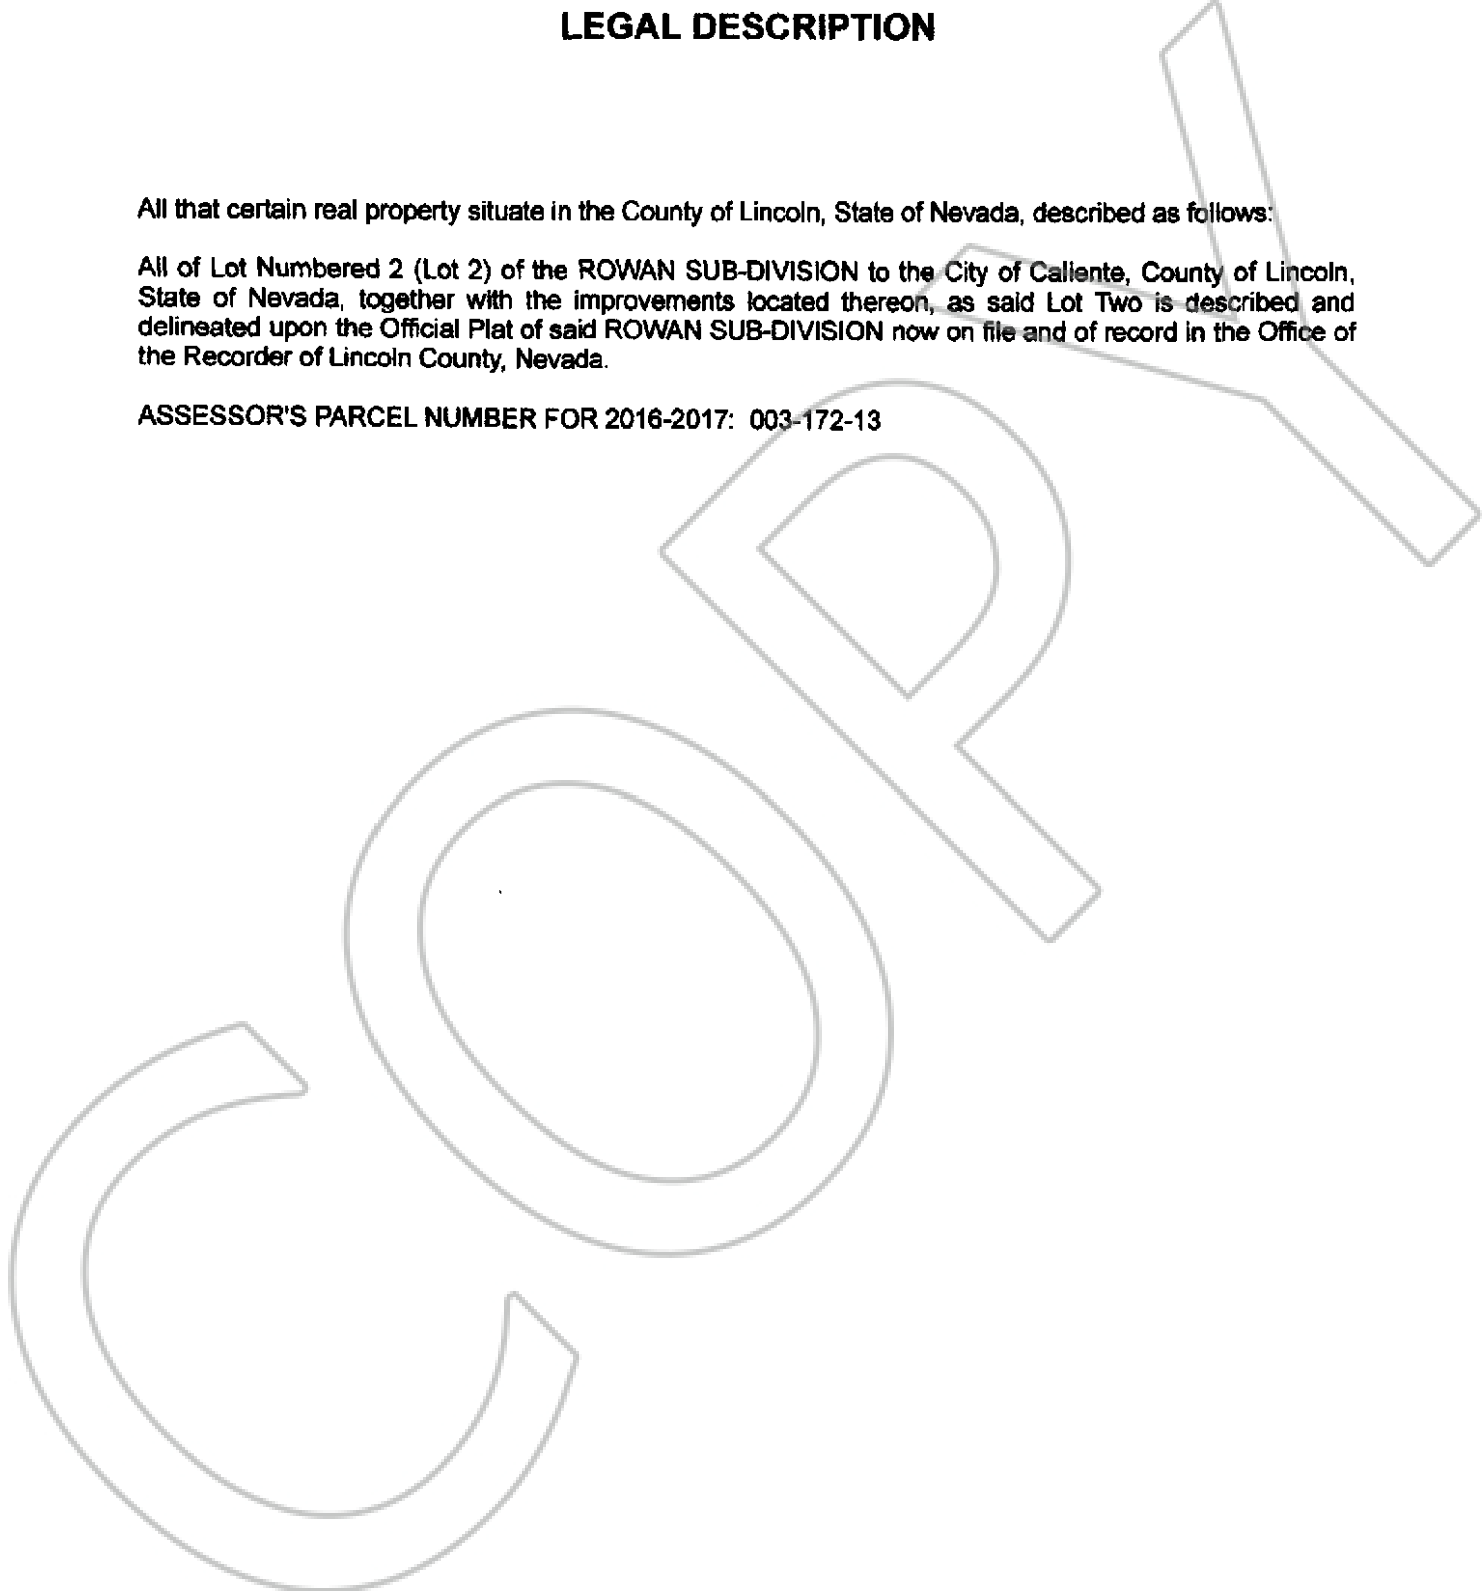 LEGAL DESCRIPTION
All that certain real property situate in the County of Lincoln, State of Nevada, described as follows:
All of Lot Numbered 2 (Lot 2) of the ROWAN SUB-DIVISION to the City of Caliente, County of Lincoln,
State of Nevada, together with the improvements located thereon, as said Lot Two is described and
delineated upon the Official Plat of said ROWAN SUB-DIVISION now on file and of record in the Office of
the Recorder of Lincoln County, Nevada.
ASSESSOR'S PARCEL NUMBER FOR 2016-2017: 003-172-13
COPY